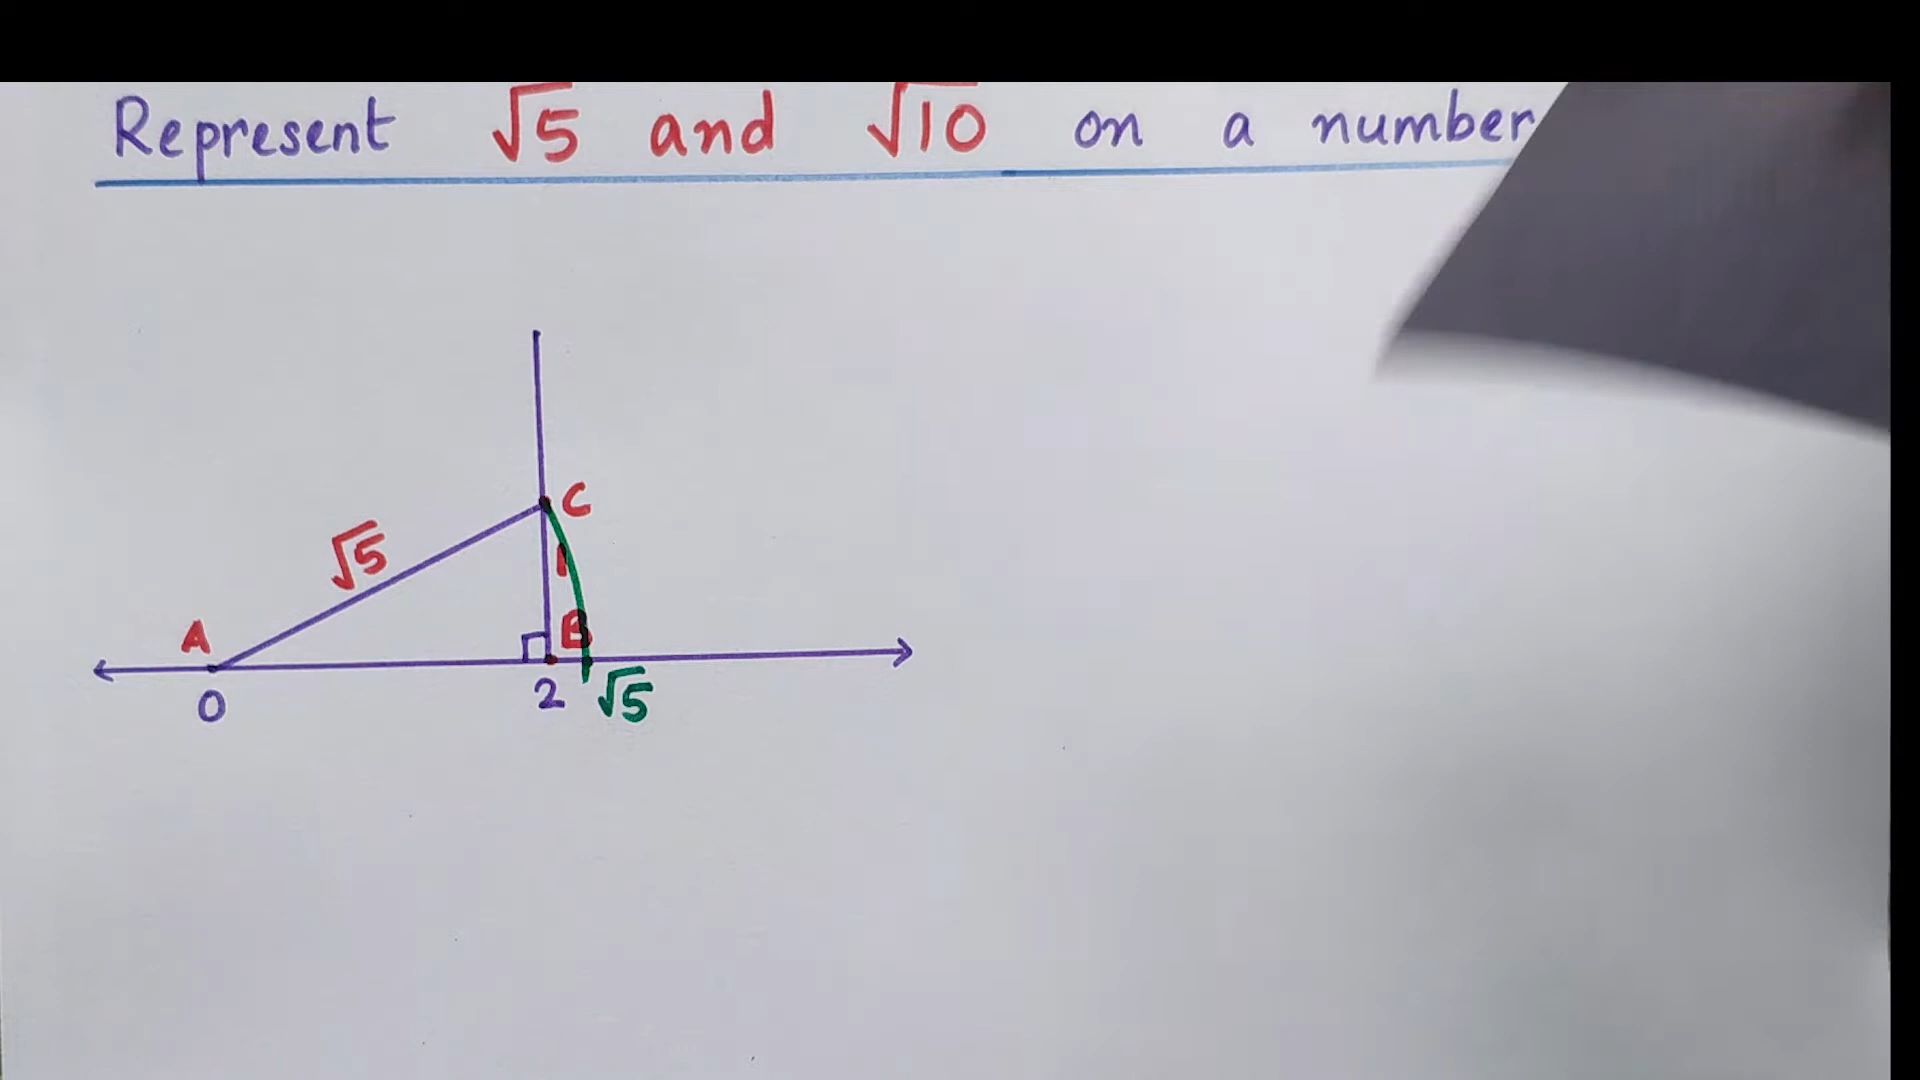 Represent √5 and √10 on a number
C
√5
1
A
B
0
2
√5